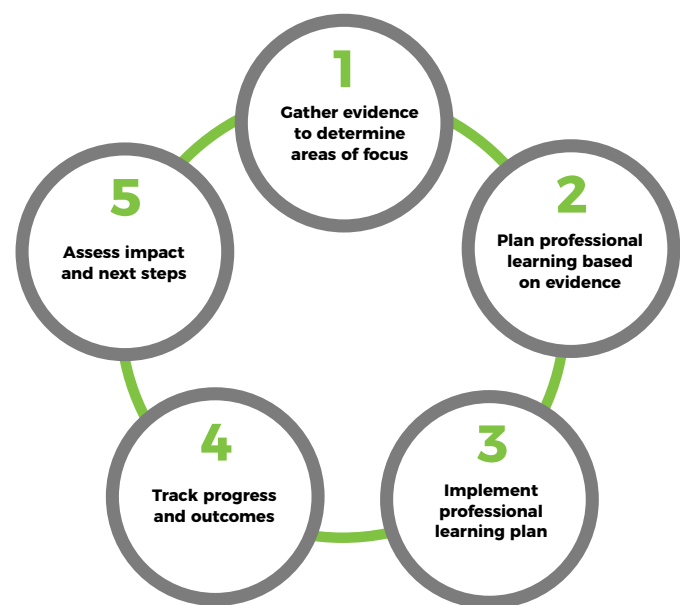 1
Gather evidence
to determine
areas of focus
2
Plan professional
learning based
on evidence
3
Implement
professional
learning plan
4
Track progress
and outcomes
5
Assess impact
and next steps